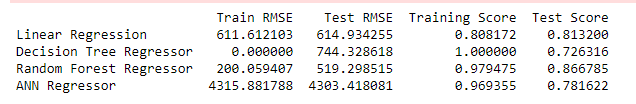 Train RMSE Test RMSE Training Score Test Score
Linear Regression 611.612103 614.934255 0.808172 0.813200
Decision Tree Regressor 0.000000 744.328618 1.000000 0.726316
Random Forest Regressor 200.059407 519.298515 0.979475 0.866785
ANN Regressor 4315.881788 4303.418081 0.969355 0.781622